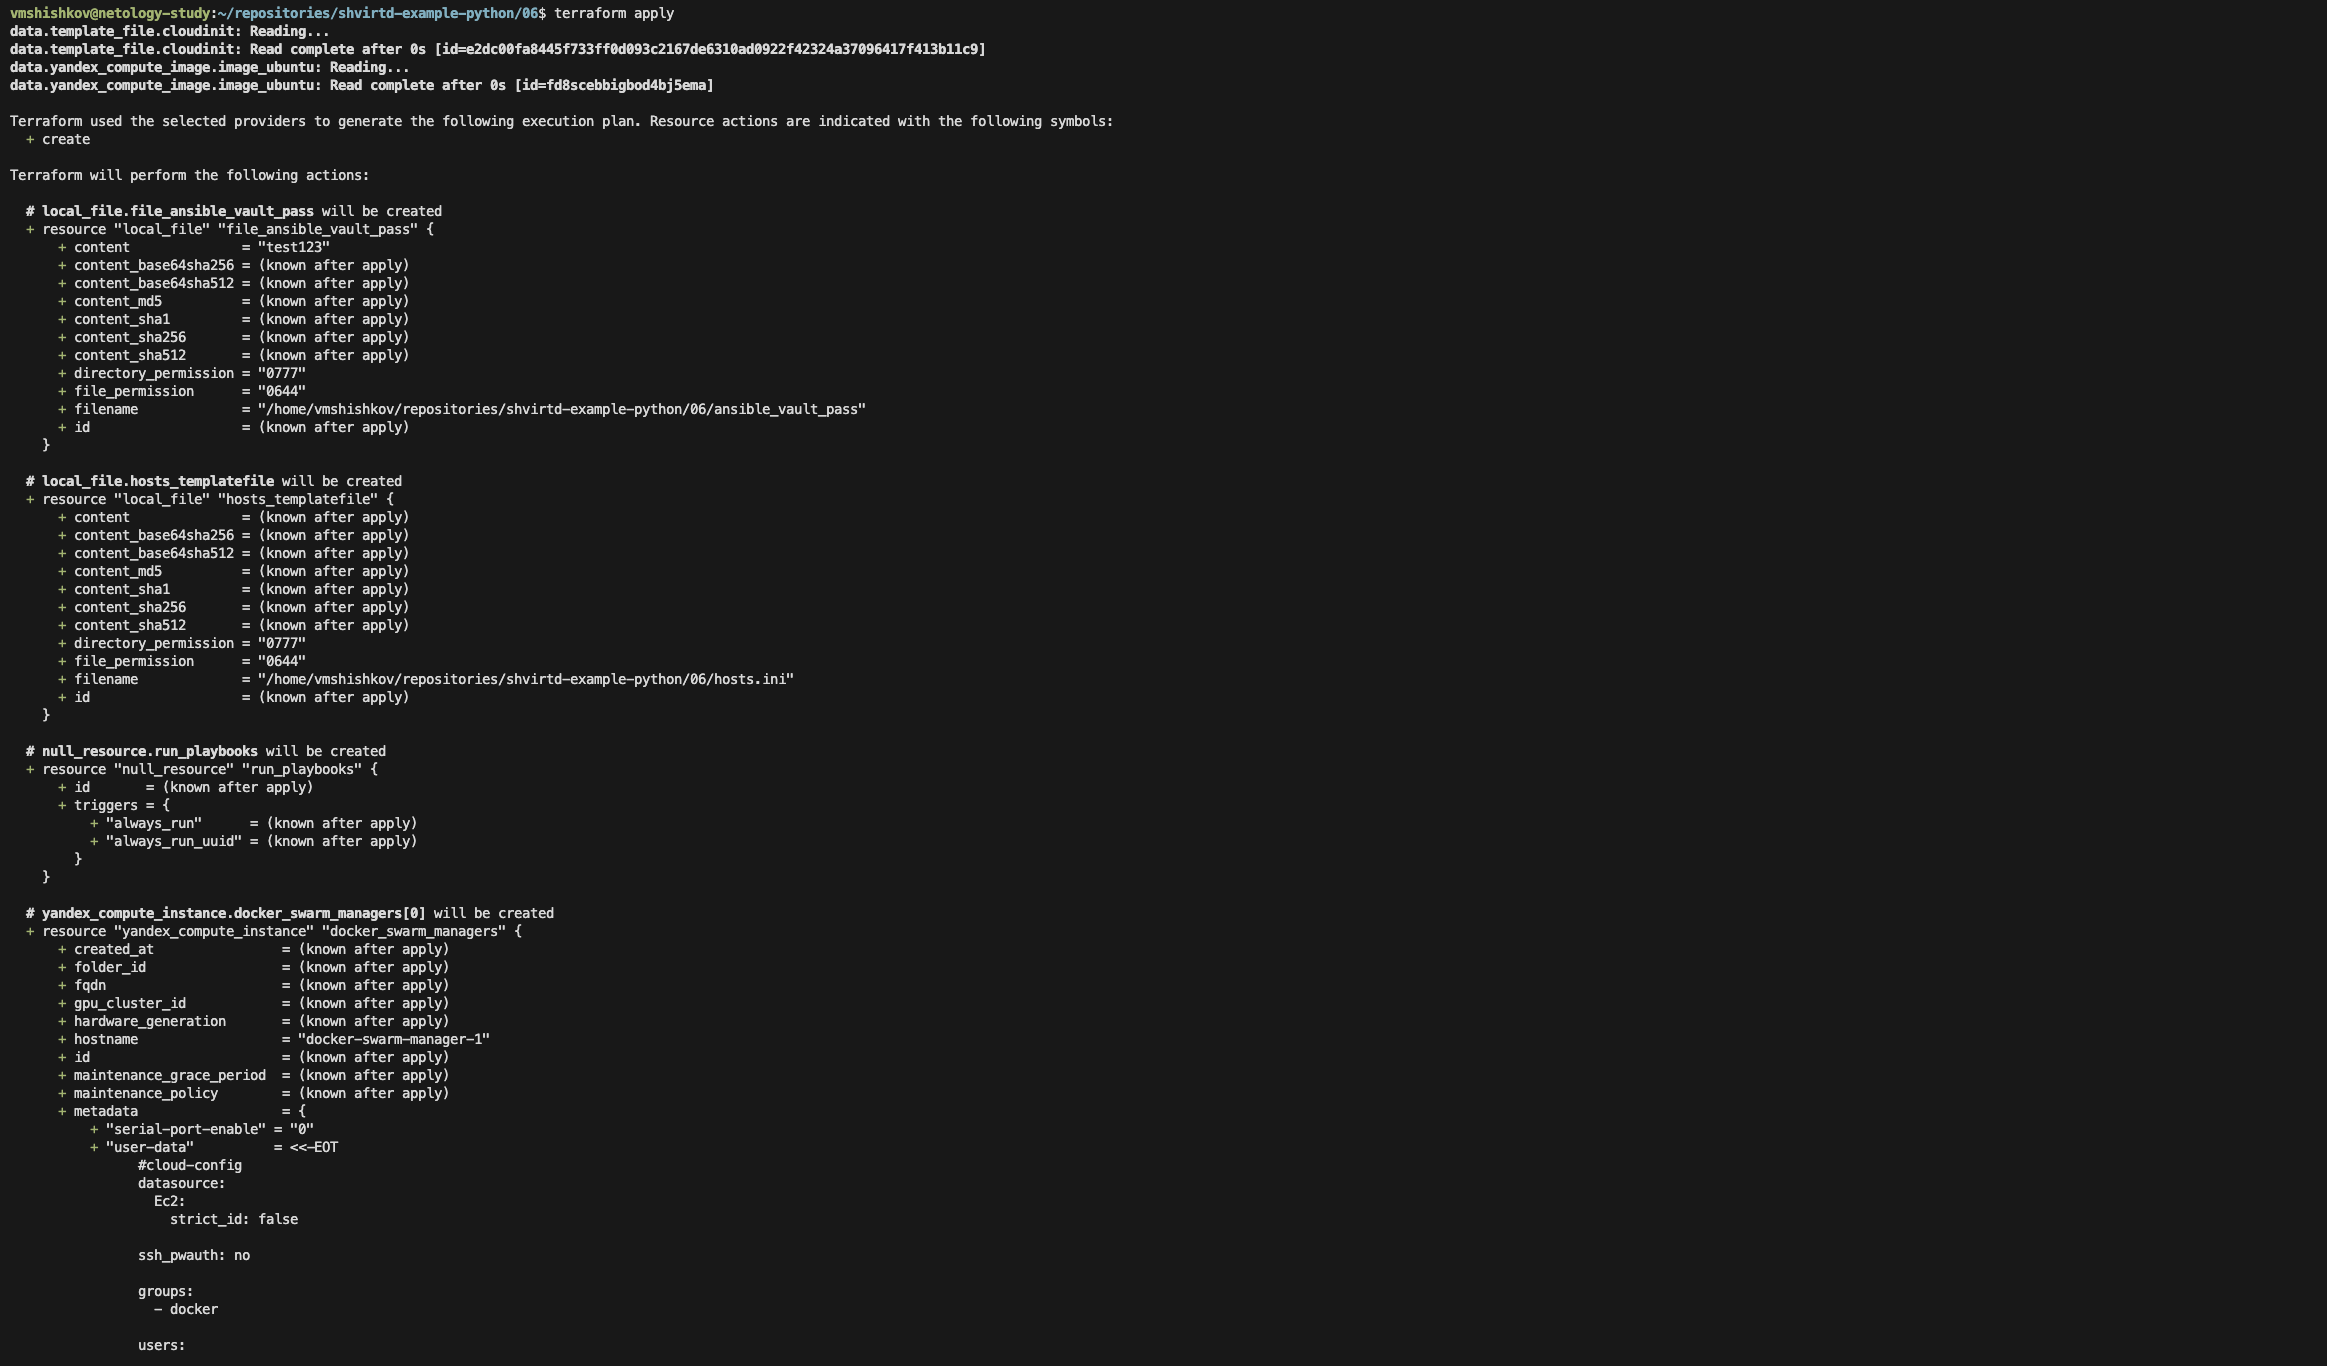 vmshishkov@netology-study:~/repositories/shvirtd-example-python/06$ terraform apply
data.template_file.cloudinit: Reading...
data.template_file.cloudinit: Read complete after 0s [id=e2dc00fa8445f733ff0d093c2167de6310ad0922f42324a37096417f413b11c9]
data.yandex_compute_image.image_ubuntu: Reading...
data.yandex_compute_image.image_ubuntu: Read complete after 0s [id=fd8scebbigbod4bj5ema]

Terraform used the selected providers to generate the following execution plan. Resource actions are indicated with the following symbols:
  + create

Terraform will perform the following actions:

  # local_file.file_ansible_vault_pass will be created
  + resource "local_file" "file_ansible_vault_pass" {
      + content              = "test123"
      + content_base64sha256 = (known after apply)
      + content_base64sha512 = (known after apply)
      + content_md5          = (known after apply)
      + content_sha1         = (known after apply)
      + content_sha256       = (known after apply)
      + content_sha512       = (known after apply)
      + directory_permission = "0777"
      + file_permission      = "0644"
      + filename             = "/home/vmshishkov/repositories/shvirtd-example-python/06/ansible_vault_pass"
      + id                   = (known after apply)
    }

  # local_file.hosts_templatefile will be created
  + resource "local_file" "hosts_templatefile" {
      + content              = (known after apply)
      + content_base64sha256 = (known after apply)
      + content_base64sha512 = (known after apply)
      + content_md5          = (known after apply)
      + content_sha1         = (known after apply)
      + content_sha256       = (known after apply)
      + content_sha512       = (known after apply)
      + directory_permission = "0777"
      + file_permission      = "0644"
      + filename             = "/home/vmshishkov/repositories/shvirtd-example-python/06/hosts.ini"
      + id                   = (known after apply)
    }

  # null_resource.run_playbooks will be created
  + resource "null_resource" "run_playbooks" {
      + id       = (known after apply)
      + triggers = {
          + "always_run"      = (known after apply)
          + "always_run_uuid" = (known after apply)
        }
    }

  # yandex_compute_instance.docker_swarm_managers[0] will be created
  + resource "yandex_compute_instance" "docker_swarm_managers" {
      + created_at                = (known after apply)
      + folder_id                 = (known after apply)
      + fqdn                      = (known after apply)
      + gpu_cluster_id            = (known after apply)
      + hardware_generation       = (known after apply)
      + hostname                  = "docker-swarm-manager-1"
      + id                        = (known after apply)
      + maintenance_grace_period  = (known after apply)
      + maintenance_policy        = (known after apply)
      + metadata                  = {
          + "serial-port-enable" = "0"
          + "user-data"          = <<-EOT
                #cloud-config
                datasource:
                  Ec2:
                    strict_id: false

                ssh_pwauth: no

                groups:
                  - docker

                users: